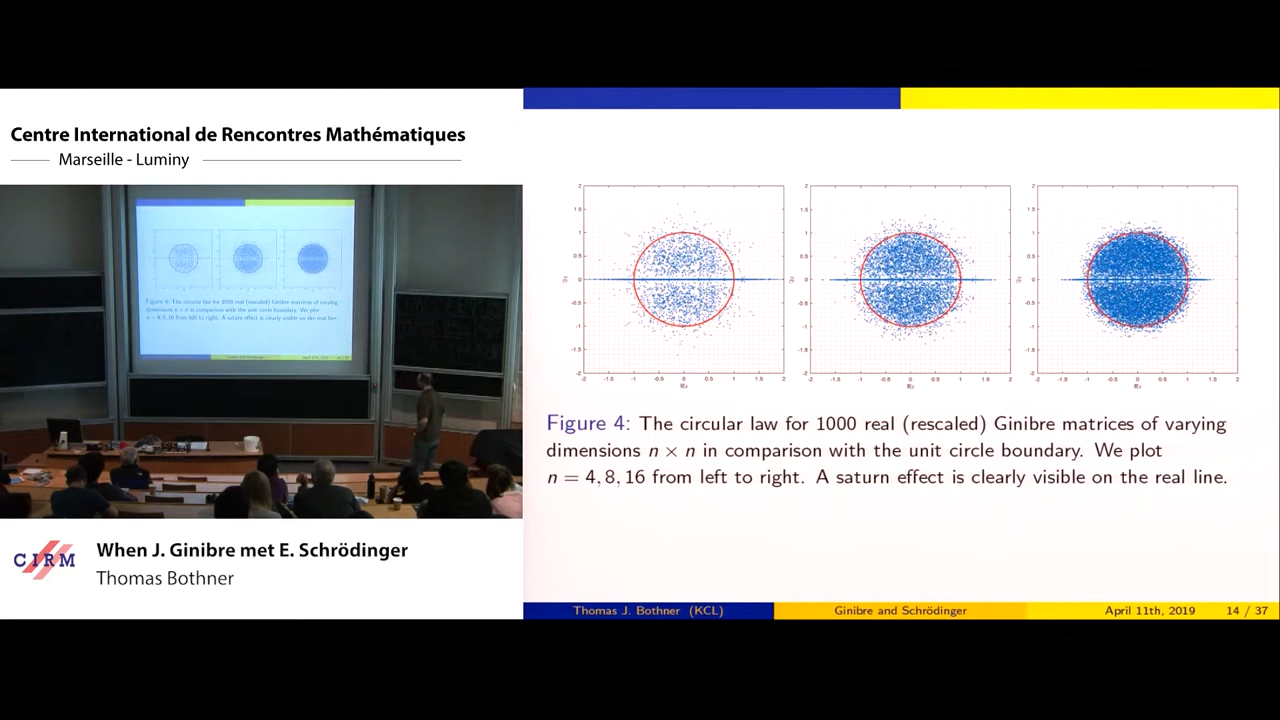 Centre International de Rencontres Mathématiques
Marseille - Luminy
Figure 4: The circular law for 1000 real (rescaled) Ginibre matrices of varying
dimensions n × n in comparison with the unit circle boundary. We plot
n = 4, 8, 16 from left to right. A saturn effect is clearly visible on the real line.
CIRM
When J. Ginibre met E. Schrödinger
Thomas Bothner
Thomas J. Bothner (KCL)
Ginibre and Schrödinger
April 11th, 2019
14 / 37